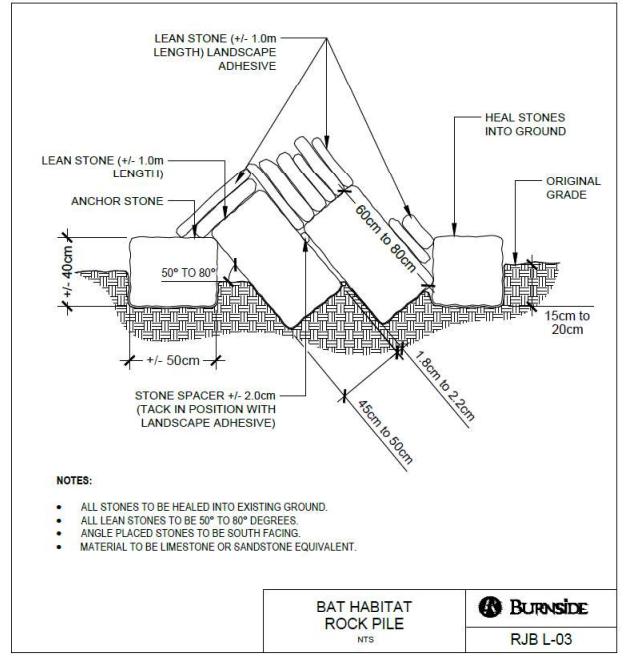 LEAN STONE (+/- 1.0m
LENGTH) LANDSCAPE
ADHESIVE
HEAL STONES
INTO GROUND
LEAN STONE (+/- 1.0m
LENGTH)
ORIGINAL
GRADE
ANCHOR STONE
60cm to 80cm
+/- 40cm
50° TO 80°
15cm to
20cm
+/- 50cm
1.8cm to 2.2cm
STONE SPACER +/- 2.0cm
(TACK IN POSITION WITH
LANDSCAPE ADHESIVE)
45cm to 50cm
NOTES:
• ALL STONES TO BE HEALED INTO EXISTING GROUND.
• ALL LEAN STONES TO BE 50° TO 80° DEGREES.
• ANGLE PLACED STONES TO BE SOUTH FACING.
• MATERIAL TO BE LIMESTONE OR SANDSTONE EQUIVALENT.
BAT HABITAT
ROCK PILE
NTS
BURNSIDE
RJB L-03